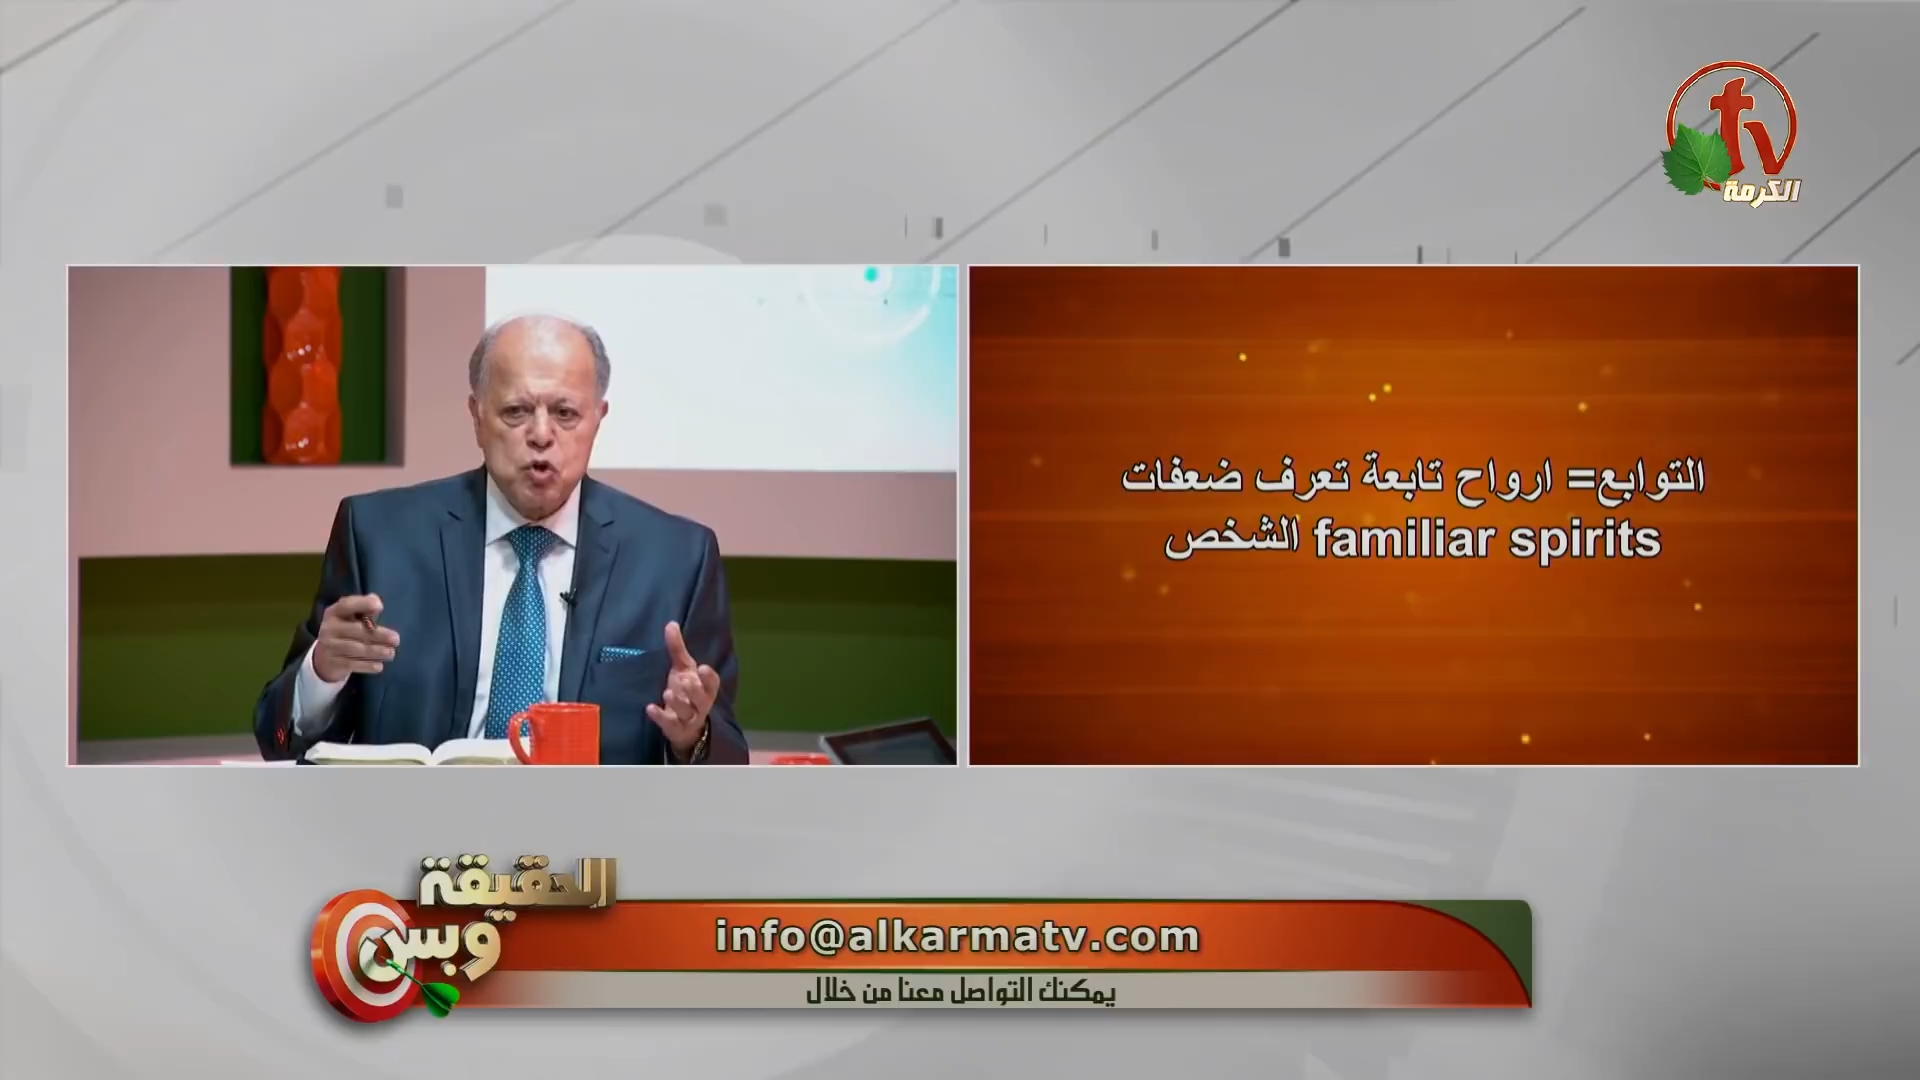 tv
الكرمة
التوابع= ارواح تابعة تعرف ضعفات
الشخص familiar spirits
الحقيقة
وبس
info@alkarmatv.com
يمكنك التواصل معنا من خلال